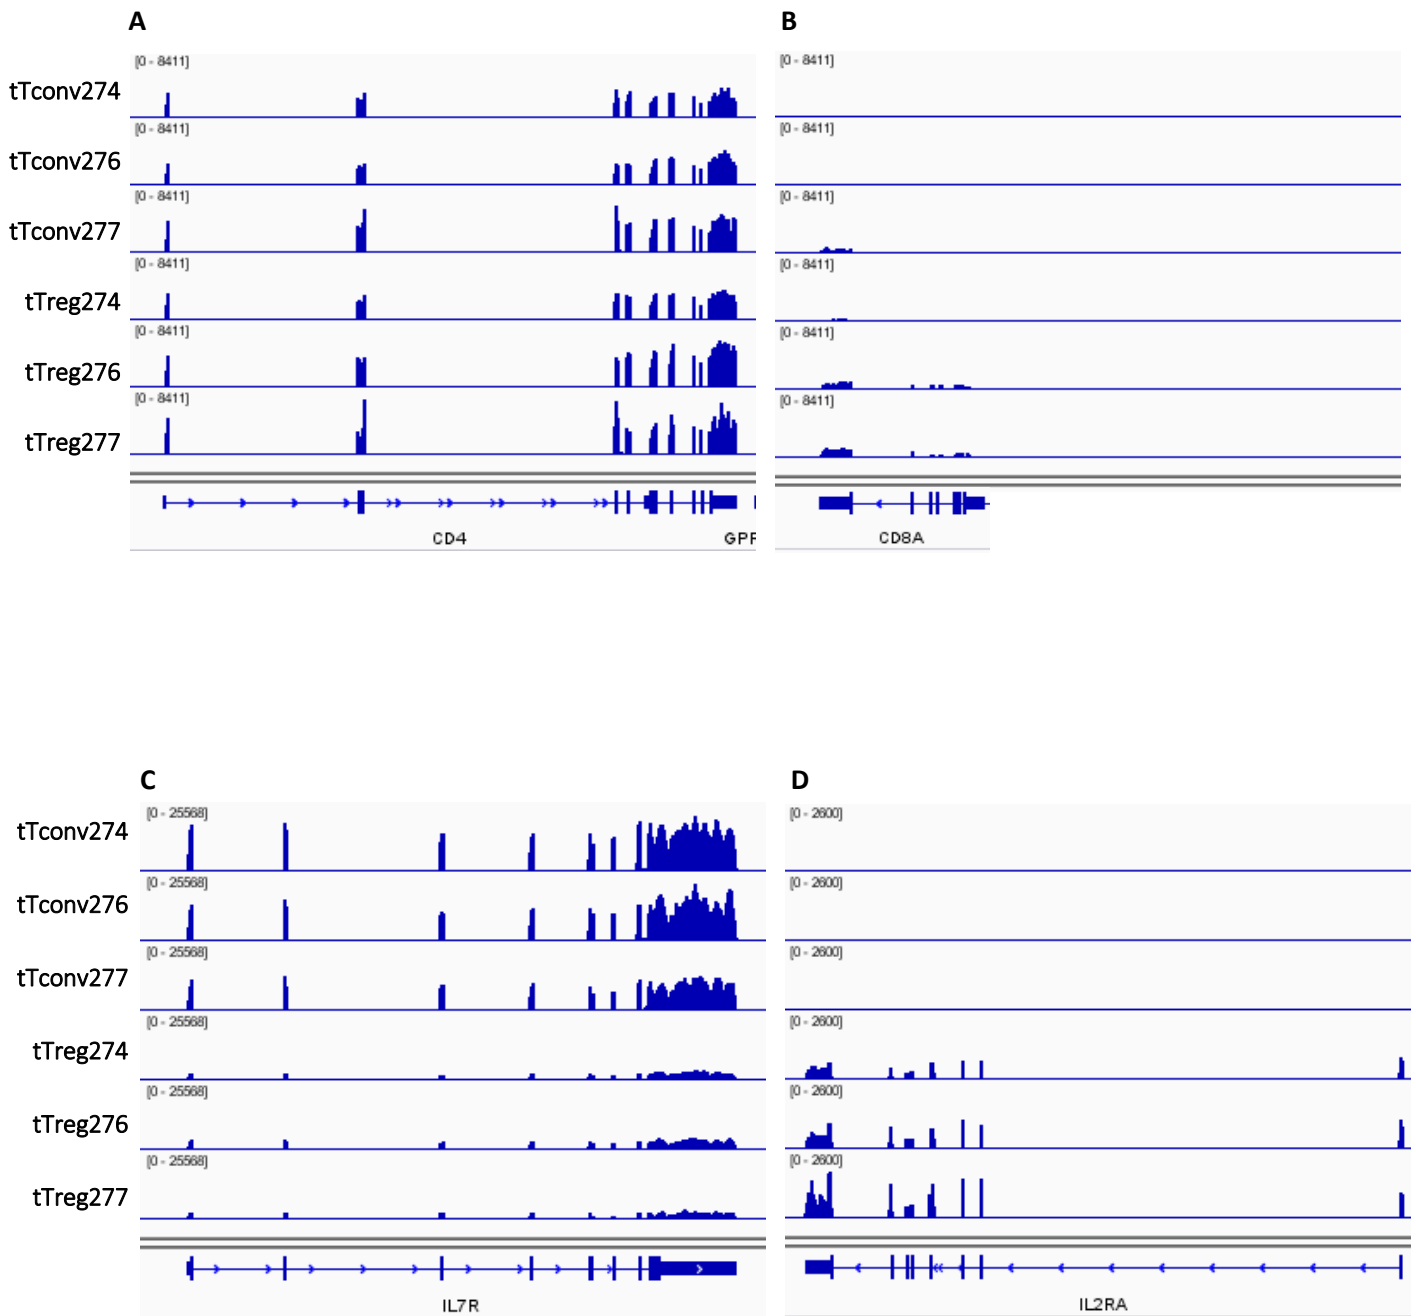 A
[0 - 8411]
tTconv274
[0 - 8411]
tTconv276
[0 - 8411]
tTconv277
[0 - 8411]
tTreg274
[0 - 8411]
tTreg276
[0 - 8411]
tTreg277
CD4
GPF
B
[0 - 8411]
[0 - 8411]
[0 - 8411]
[0 - 8411]
[0 - 8411]
[0 - 8411]
CD8A
C
[0 - 25568]
tTconv274
[0 - 25568]
tTconv276
[0 - 25568]
tTconv277
[0 - 25568]
tTreg274
[0 - 25568]
tTreg276
[0 - 25568]
tTreg277
IL7R
D
[0 - 2600]
[0 - 2600]
[0 - 2600]
[0 - 2600]
[0 - 2600]
[0 - 2600]
IL2RA